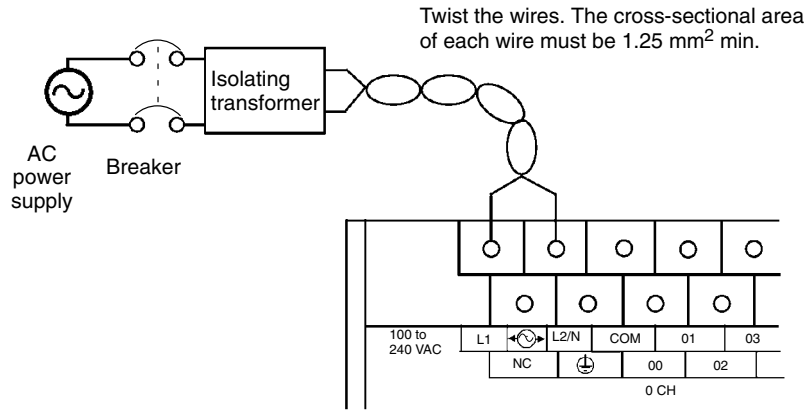 Twist the wires. The cross-sectional area
of each wire must be 1.25 mm² min.
Isolating
transformer
AC
power
supply
Breaker
100 to
240 VAC
L1
L2/N
COM
01
03
NC
00
02
0 CH